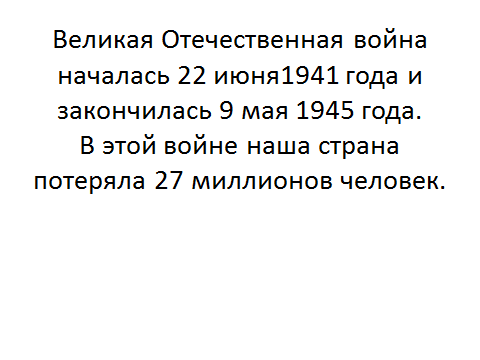 Великая Отечественная война
началась 22 июня1941 года и
закончилась 9 мая 1945 года.
В этой войне наша страна
потеряла 27 миллионов человек.